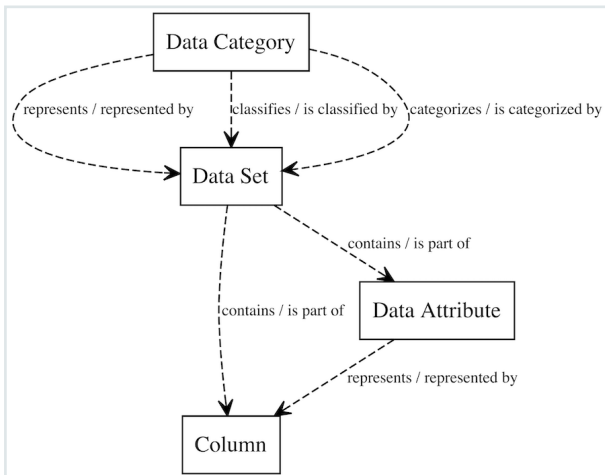 Data Category
represents / represented by
classifies / is classified by
categorizes / is categorized by
Data Set
contains / is part of
contains / is part of
Data Attribute
represents / represented by
Column